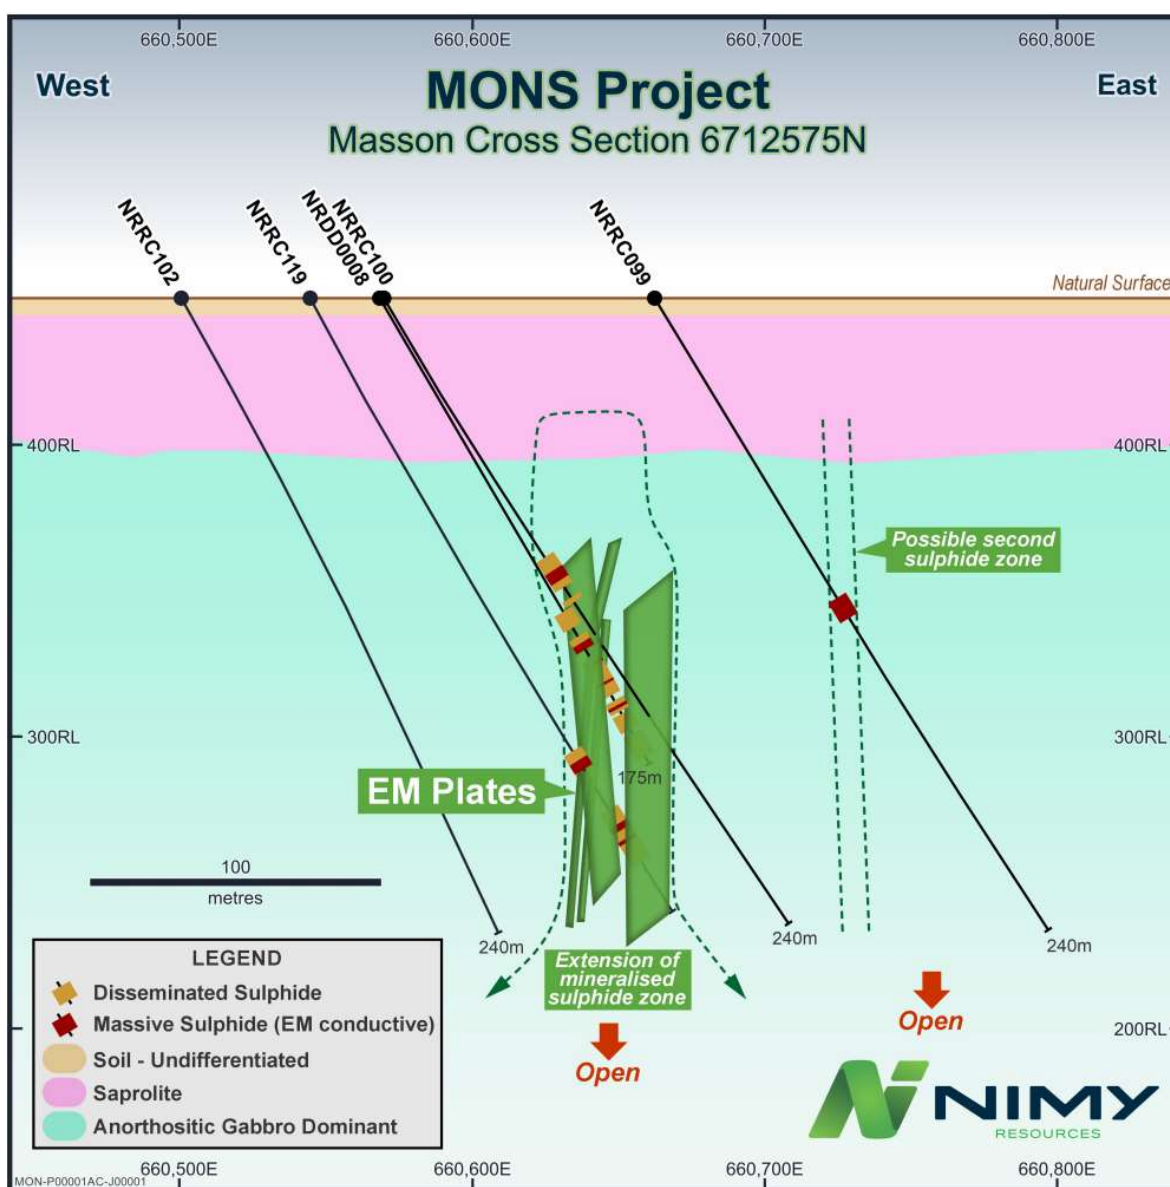 660,500E
660,600E
660,700E
660,800E
West
MONS Project
East
Masson Cross Section 6712575N
NRRC102
NRRC119
NRDD0008
NRRC100
NRRC099
Natural Surface
400RL
400RL
Possible second
sulphide zone
300RL
300RL
175m
EM Plates
100
metres
240m
240m
240m
LEGEND
Disseminated Sulphide
Massive Sulphide (EM conductive)
Soil - Undifferentiated
Saprolite
Anorthositic Gabbro Dominant
Extension of
mineralised
sulphide zone
Open
Open
200RL
NIMY
RESOURCES
MON-P00001AC-J00001
660,500E
660,600E
660,700E
660,800E